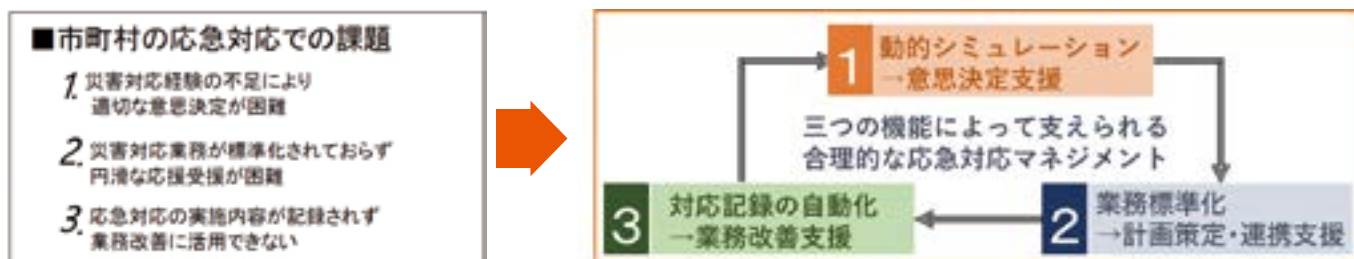 ■市町村の応急対応での課題
1. 災害対応経験の不足により
適切な意思決定が困難
2. 災害対応業務が標準化されておらず
円滑な応援受援が困難
3. 応急対応の実施内容が記録されず
業務改善に活用できない
1 動的シミュレーション
→意思決定支援
三つの機能によって支えられる
合理的な応急対応マネジメント
3 対応記録の自動化
→業務改善支援
2 業務標準化
→計画策定・連携支援